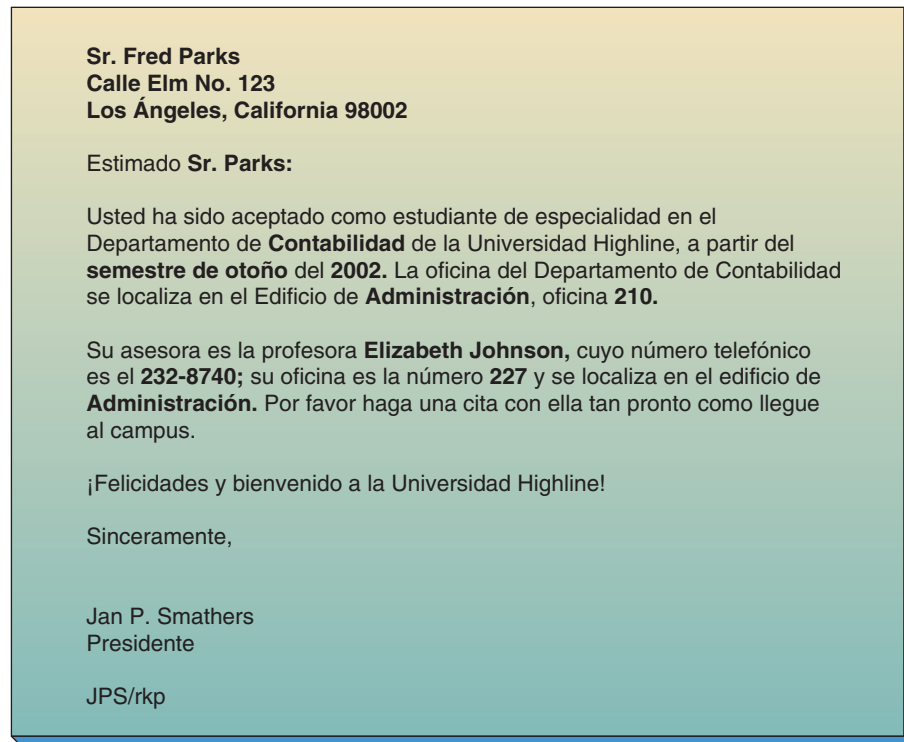 Sr. Fred Parks
Calle Elm No. 123
Los Ángeles, California 98002
Estimado Sr. Parks:
Usted ha sido aceptado como estudiante de especialidad en el
Departamento de Contabilidad de la Universidad Highline, a partir del
semestre de otoño del 2002. La oficina del Departamento de Contabilidad
se localiza en el Edificio de Administración, oficina 210.
Su asesora es la profesora Elizabeth Johnson, cuyo número telefónico
es el 232-8740; su oficina es la número 227 y se localiza en el edificio de
Administración. Por favor haga una cita con ella tan pronto como llegue
al campus.
¡Felicidades y bienvenido a la Universidad Highline!
Sinceramente,
Jan P. Smathers
Presidente
JPS/rkp